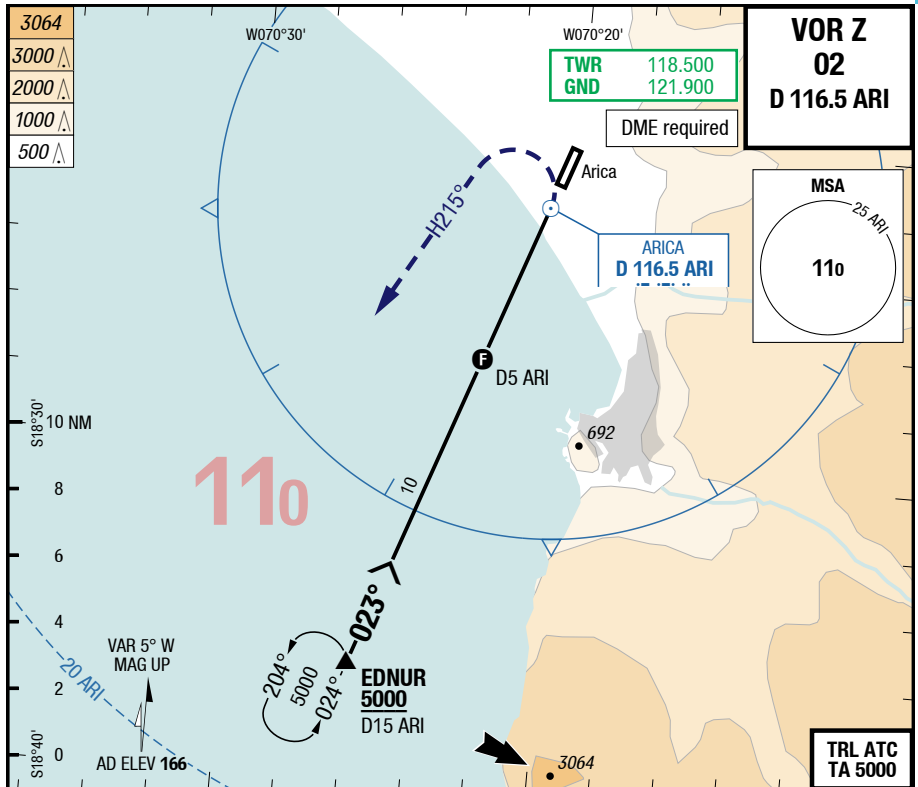 3064
3000
2000
1000
500
W070°30'
W070°20'
TWR 118.500
GND 121.900
DME required
VOR Z
02
D 116.5 ARI
Arica
MSA
25 ARI
110
H215°
ARICA
D 116.5 ARI
F
D5 ARI
S18°30'
10 NM
8
6
4
2
0
692
110
10
023°
204°
5000
024°
EDNUR
5000
D15 ARI
VAR 5° W
MAG UP
20 ARI
AD ELEV 166
S18°40'
3064
TRL ATC
TA 5000